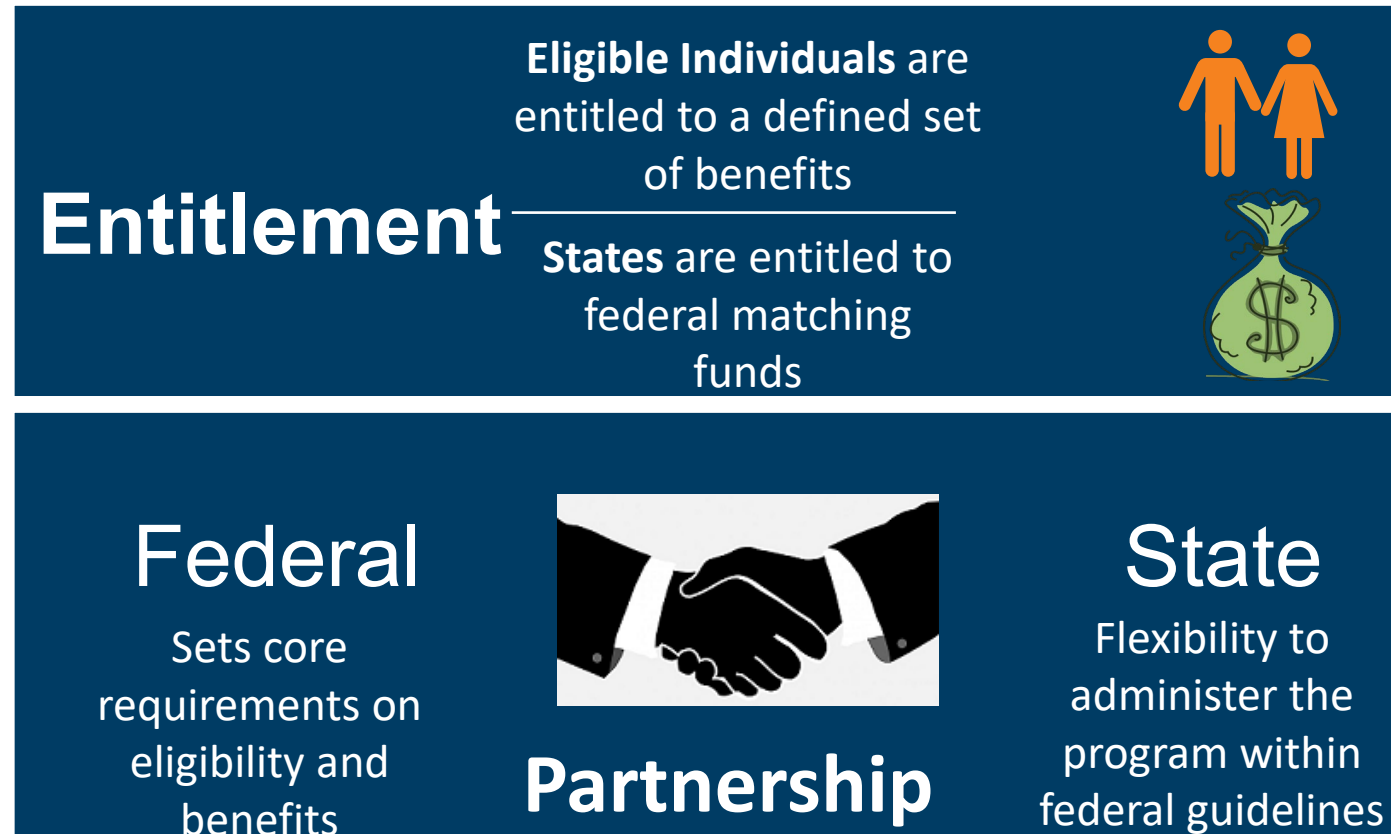 Entitlement
Eligible Individuals are
entitled to a defined set
of benefits
States are entitled to
federal matching
funds
$
Federal
Sets core
requirements on
eligibility and
benefits
Partnership
State
Flexibility to
administer the
program within
federal guidelines